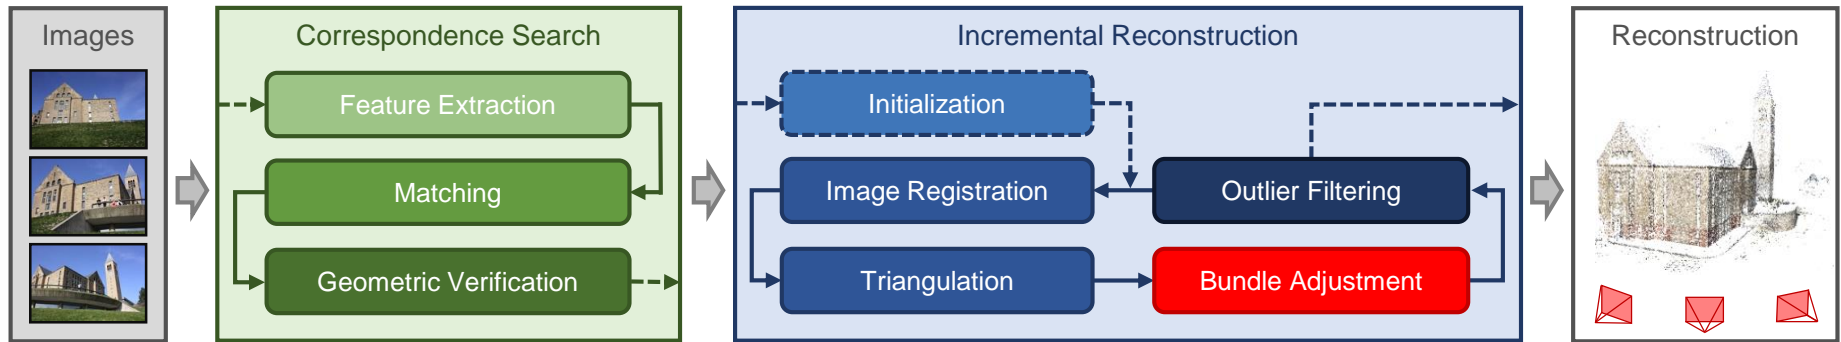 Images
Correspondence Search
Feature Extraction
Matching
Geometric Verification
Incremental Reconstruction
Initialization
Image Registration
Outlier Filtering
Triangulation
Bundle Adjustment
Reconstruction